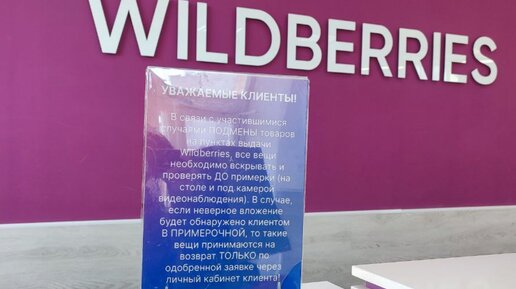 WILDBERRIES
УВАЖАЕМЫЕ КЛИЕНТЫ!
В связи с участившимися
случаями ПОДМЕНЫ товаров
на пунктах выдачи
Wildberries, все вещи
необходимо вскрывать и
проверять ДО примерки (на
столе и под камерой
видеонаблюдения). В случае,
если неверное вложение
будет обнаружено клиентом
В ПРИМЕРОЧНОЙ, то такие
вещи принимаются на
возврат ТОЛЬКО по
одобренной заявке через
личный кабинет клиента!